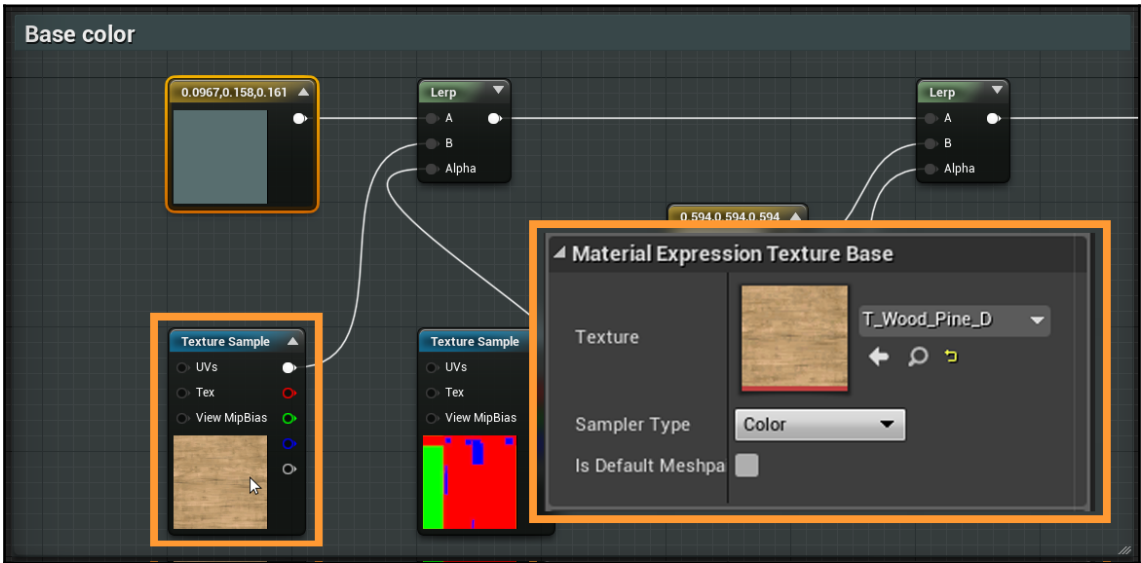 Base color
0.0967,0.158,0.161
Lerp
A
B
Alpha
Lerp
A
B
Alpha
0.594,0.594,0.594
Texture Sample
UVs
Tex
View MipBias
Texture Sample
UVs
Tex
View MipBias
Material Expression Texture Base
Texture
T_Wood_Pine_D
Sampler Type
Color
Is Default Meshpa